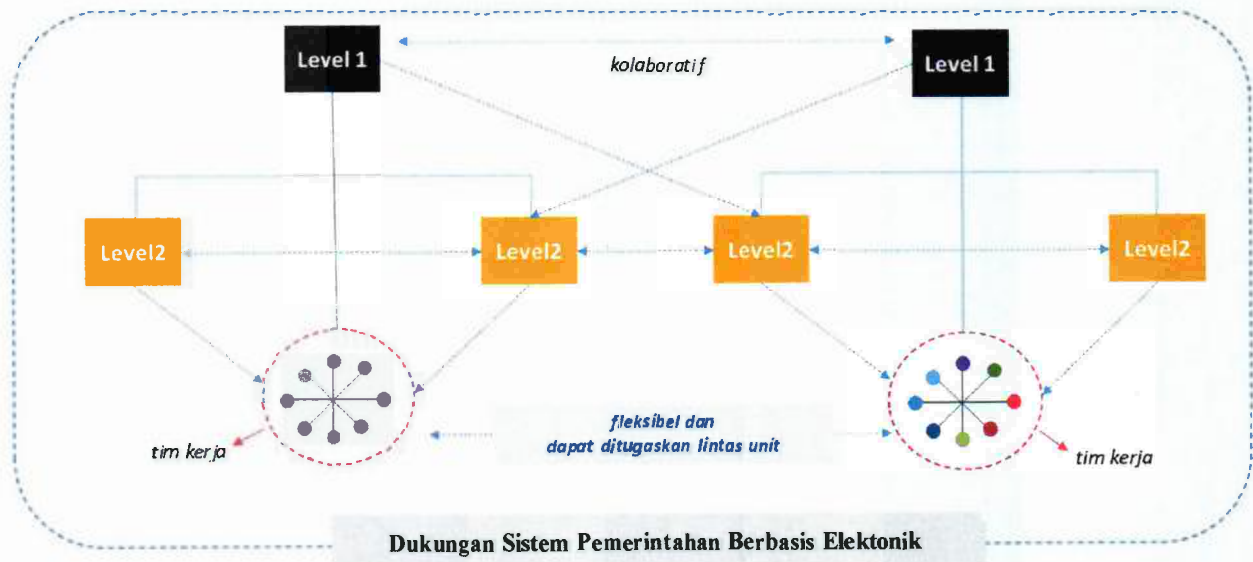 Level 1
kolaboratif
Level 1
Level2
Level2
Level2
Level2
tim kerja
fleksibel dan
dapat ditugaskan lintas unit
tim kerja
Dukungan Sistem Pemerintahan Berbasis Elektonik